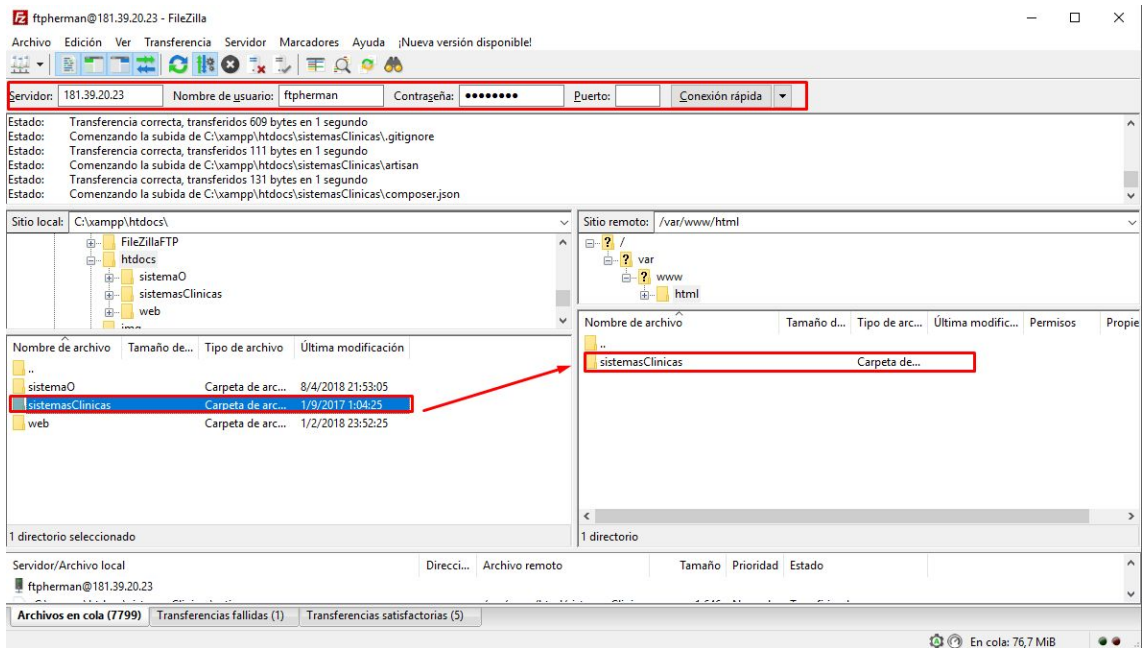 ftpherman@181.39.20.23 - FileZilla
Archivo Edición Ver Transferencia Servidor Marcadores Ayuda ¡Nueva versión disponible!
Servidor: 181.39.20.23 Nombre de usuario: ftpherman Contraseña: ●●●●●●●● Puerto: Conexión rápida
Estado: Transferencia correcta, transferidos 609 bytes en 1 segundo
Estado: Comenzando la subida de C:\xampp\htdocs\sistemasClinicas\.gitignore
Estado: Transferencia correcta, transferidos 111 bytes en 1 segundo
Estado: Comenzando la subida de C:\xampp\htdocs\sistemasClinicas\artisan
Estado: Transferencia correcta, transferidos 131 bytes en 1 segundo
Estado: Comenzando la subida de C:\xampp\htdocs\sistemasClinicas\composer.json
Sitio local: C:\xampp\htdocs\
FileZillaFTP
htdocs
sistemaO
sistemasClinicas
web
img
Nombre de archivo Tamaño de... Tipo de archivo Última modificación
..
sistemaO Carpeta de arc... 8/4/2018 21:53:05
sistemasClinicas Carpeta de arc... 1/9/2017 1:04:25
web Carpeta de arc... 1/2/2018 23:52:25
1 directorio seleccionado
Sitio remoto: /var/www/html
? /
? var
? www
html
Nombre de archivo Tamaño d... Tipo de arc... Última modific... Permisos Propie
..
sistemasClinicas Carpeta de...
1 directorio
Servidor/Archivo local Direcci... Archivo remoto Tamaño Prioridad Estado
ftpherman@181.39.20.23
Archivos en cola (7799) Transferencias fallidas (1) Transferencias satisfactorias (5)
En cola: 76,7 MiB